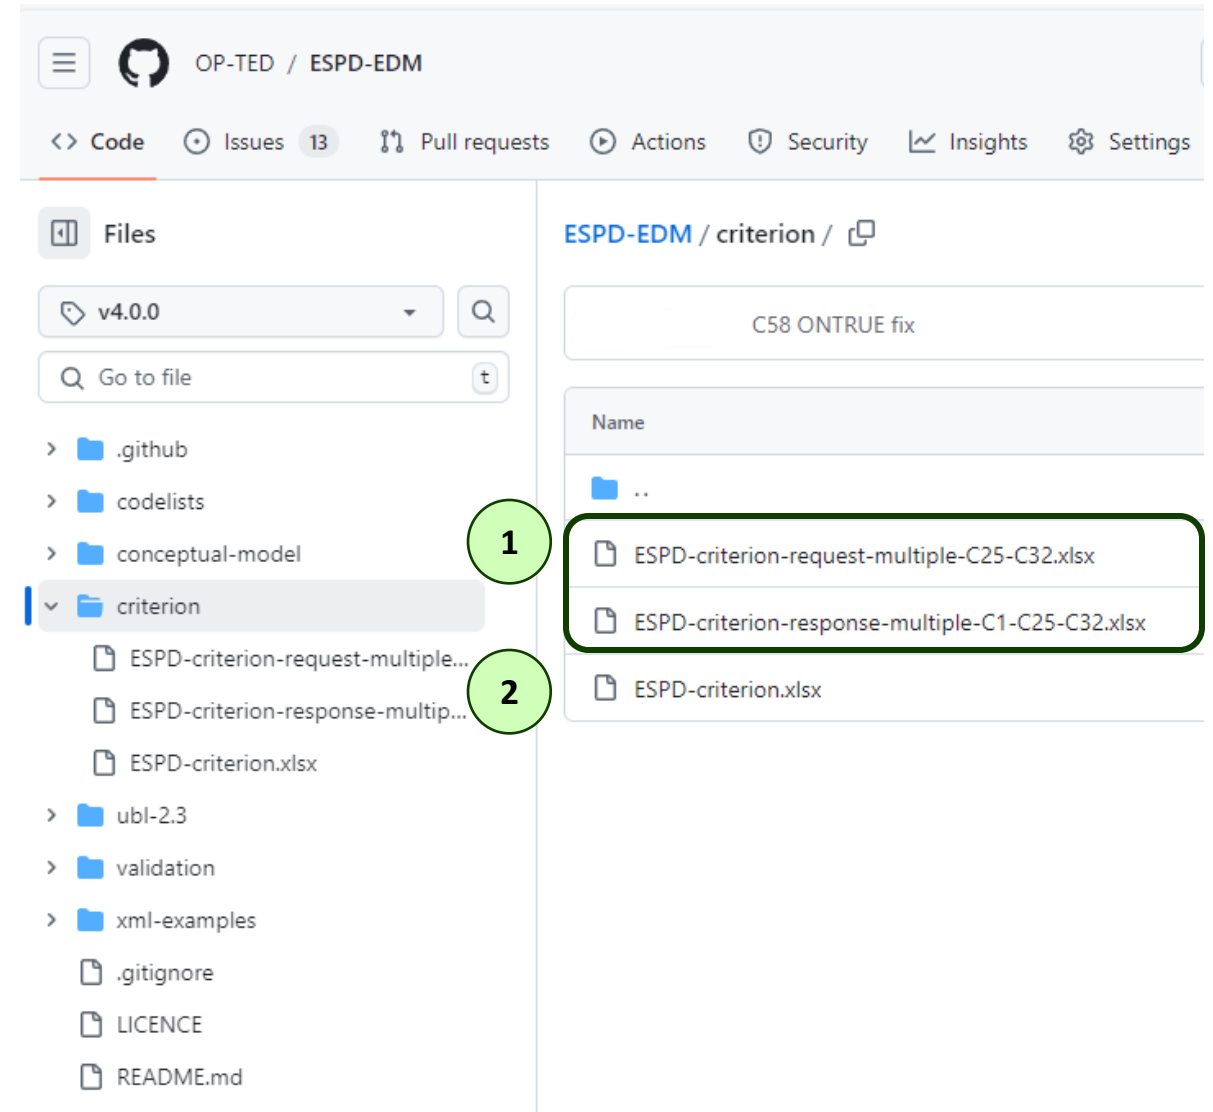 OP-TED / ESPD-EDM
Code Issues 13 Pull requests Actions Security Insights Settings
Files
v4.0.0
Go to file t
.github
codelists
conceptual-model
criterion
ESPD-criterion-request-multiple...
ESPD-criterion-response-multip...
ESPD-criterion.xlsx
ubl-2.3
validation
xml-examples
.gitignore
LICENCE
README.md
ESPD-EDM / criterion /
C58 ONTRUE fix
Name
..
1
ESPD-criterion-request-multiple-C25-C32.xlsx
ESPD-criterion-response-multiple-C1-C25-C32.xlsx
2
ESPD-criterion.xlsx